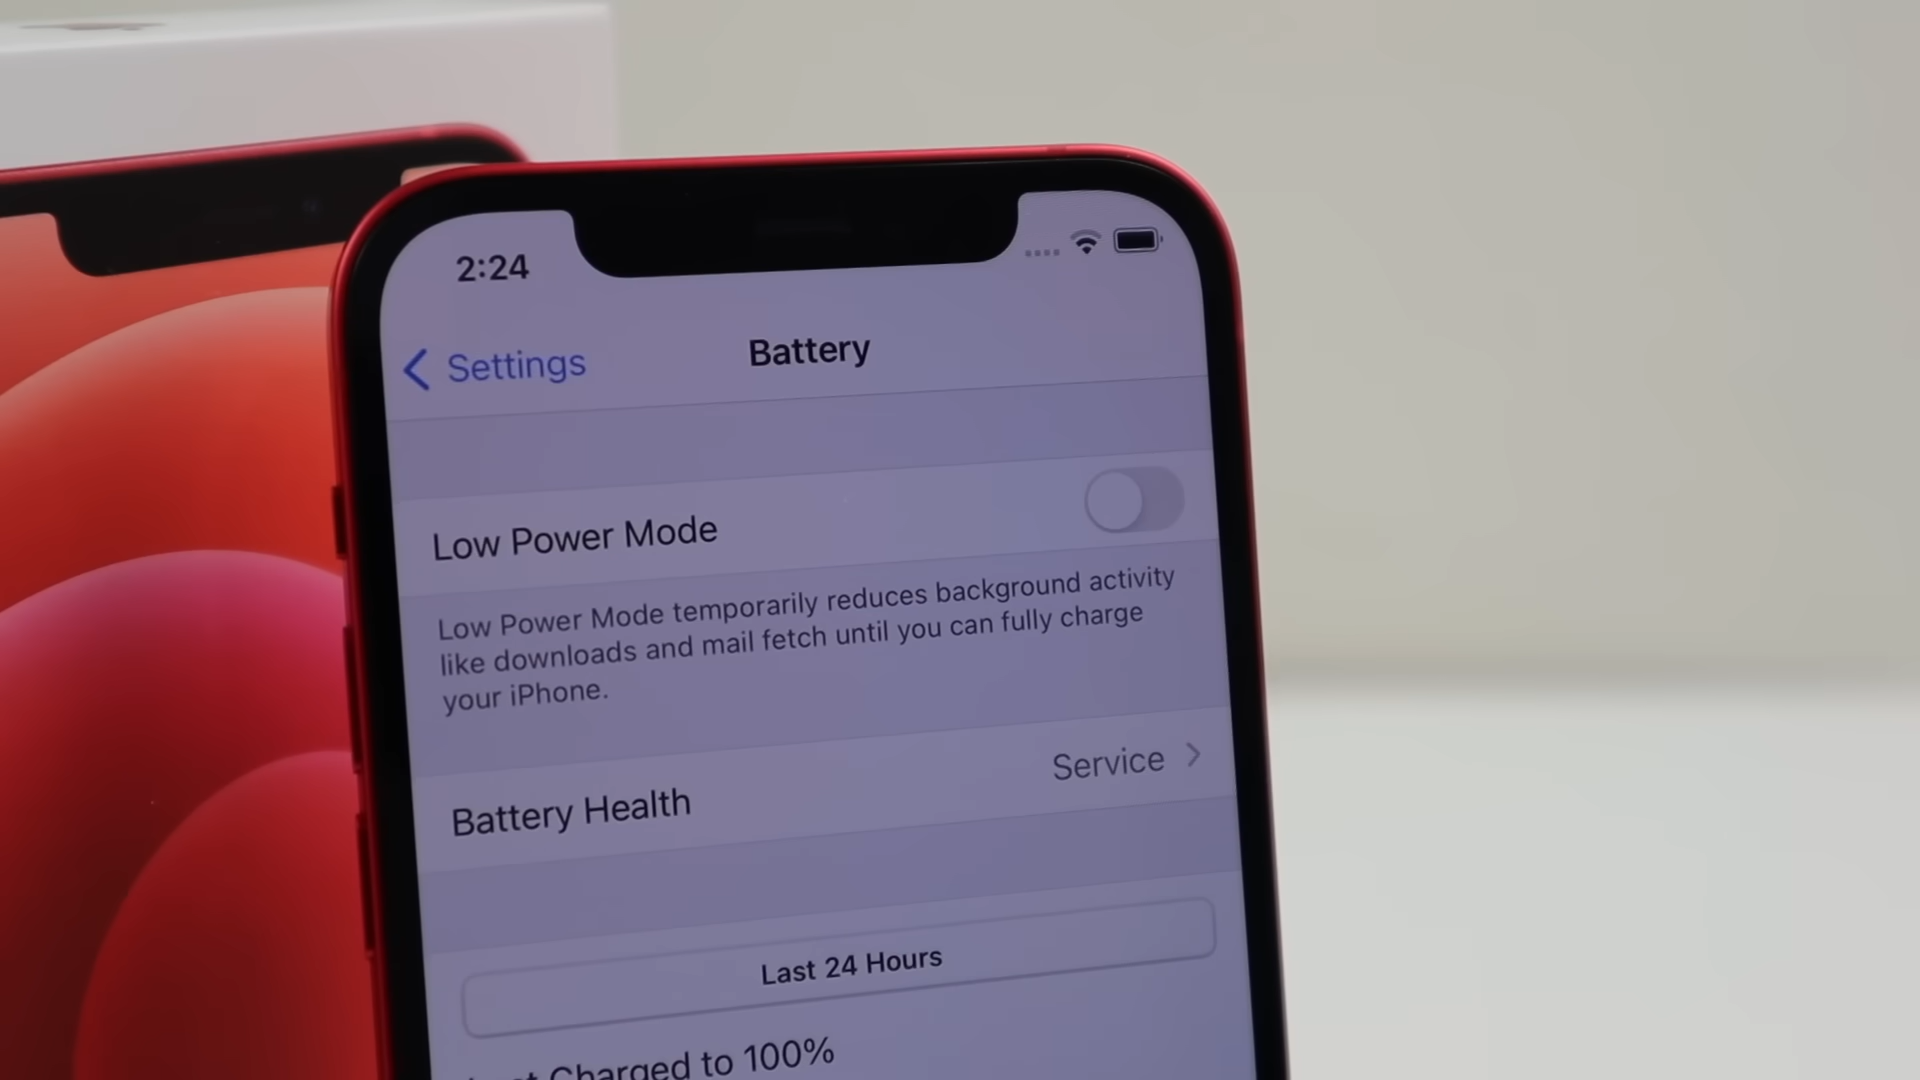 2:24
Settings
Battery
Low Power Mode
Low Power Mode temporarily reduces background activity
like downloads and mail fetch until you can fully charge
your iPhone.
Battery Health
Service
Last 24 Hours
Charged to 100%